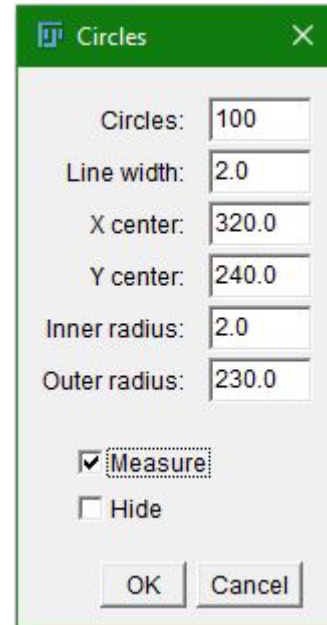 Circles
Circles: 100
Line width: 2.0
X center: 320.0
Y center: 240.0
Inner radius: 2.0
Outer radius: 230.0
Measure
Hide
OK Cancel